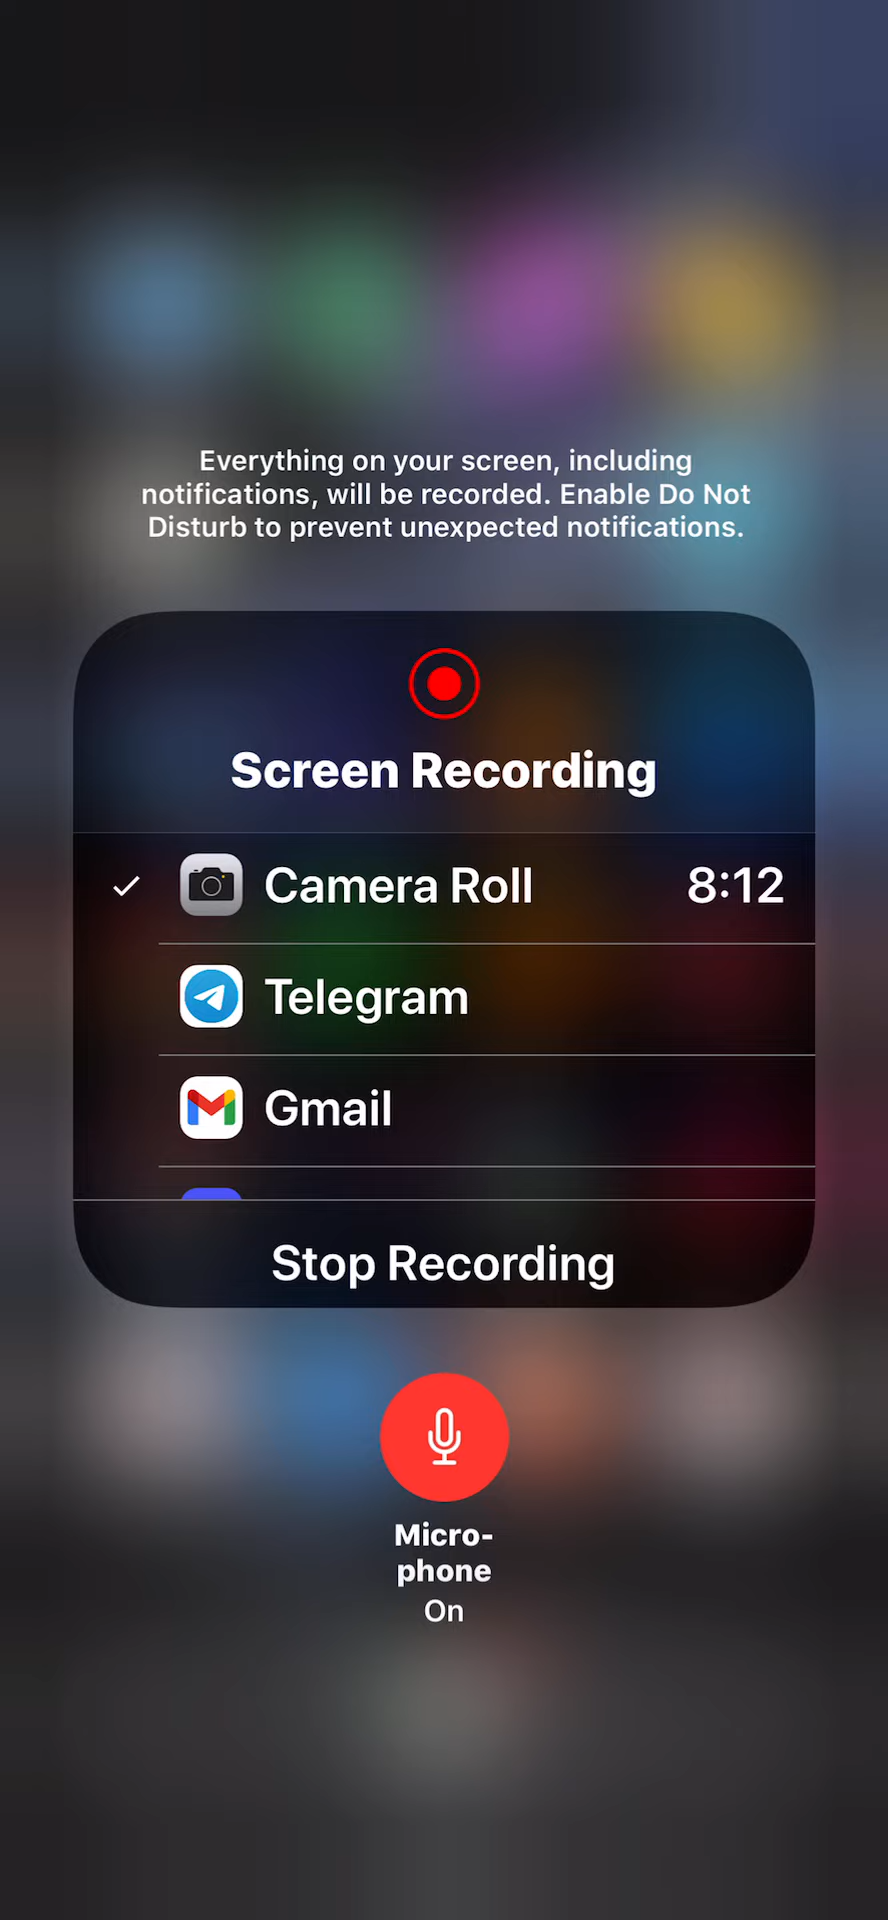 Everything on your screen, including
notifications, will be recorded. Enable Do Not
Disturb to prevent unexpected notifications.
Screen Recording
Camera Roll 8:12
Telegram
Gmail
Stop Recording
Micro-
phone
On